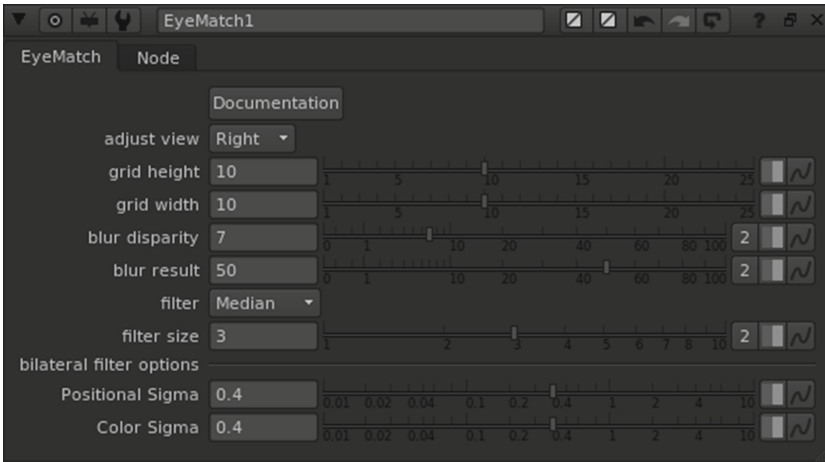 EyeMatch1 ?
EyeMatch Node
Documentation
adjust view Right
grid height 10 1 5 10 15 20 25
grid width 10 1 5 10 15 20 25
blur disparity 7 0 1 10 20 40 60 80 100 2
blur result 50 0 1 10 20 40 60 80 100 2
filter Median
filter size 3 1 2 3 4 5 6 7 8 10 2
bilateral filter options
Positional Sigma 0.4 0.01 0.02 0.04 0.1 0.2 0.4 1 2 4 10
Color Sigma 0.4 0.01 0.02 0.04 0.1 0.2 0.4 1 2 4 10